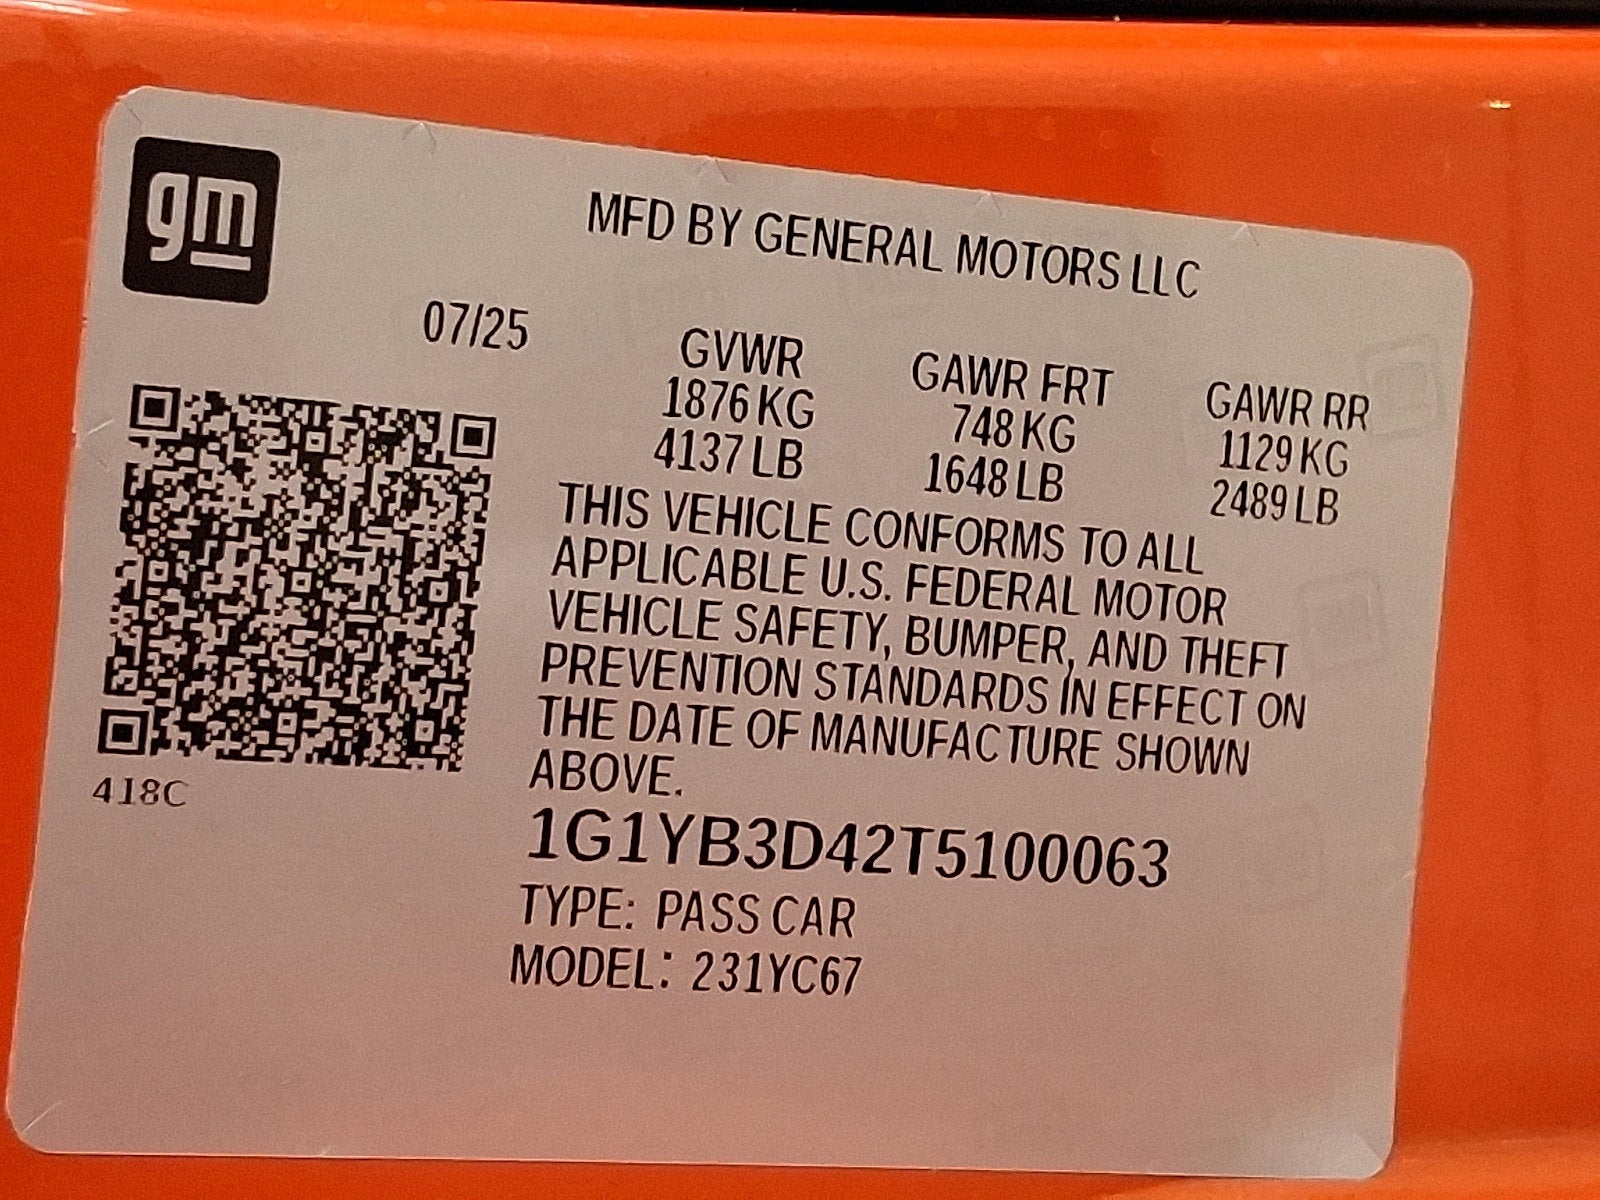 gm
MFD BY GENERAL MOTORS LLC
07/25
GVWR GAWR FRT GAWR RR
1876 KG 748 KG 1129 KG
4137 LB 1648 LB 2489 LB
THIS VEHICLE CONFORMS TO ALL
APPLICABLE U.S. FEDERAL MOTOR
VEHICLE SAFETY, BUMPER, AND THEFT
PREVENTION STANDARDS IN EFFECT ON
THE DATE OF MANUFACTURE SHOWN
ABOVE.
418C
1G1YB3D42T5100063
TYPE: PASS CAR
MODEL: 231YC67